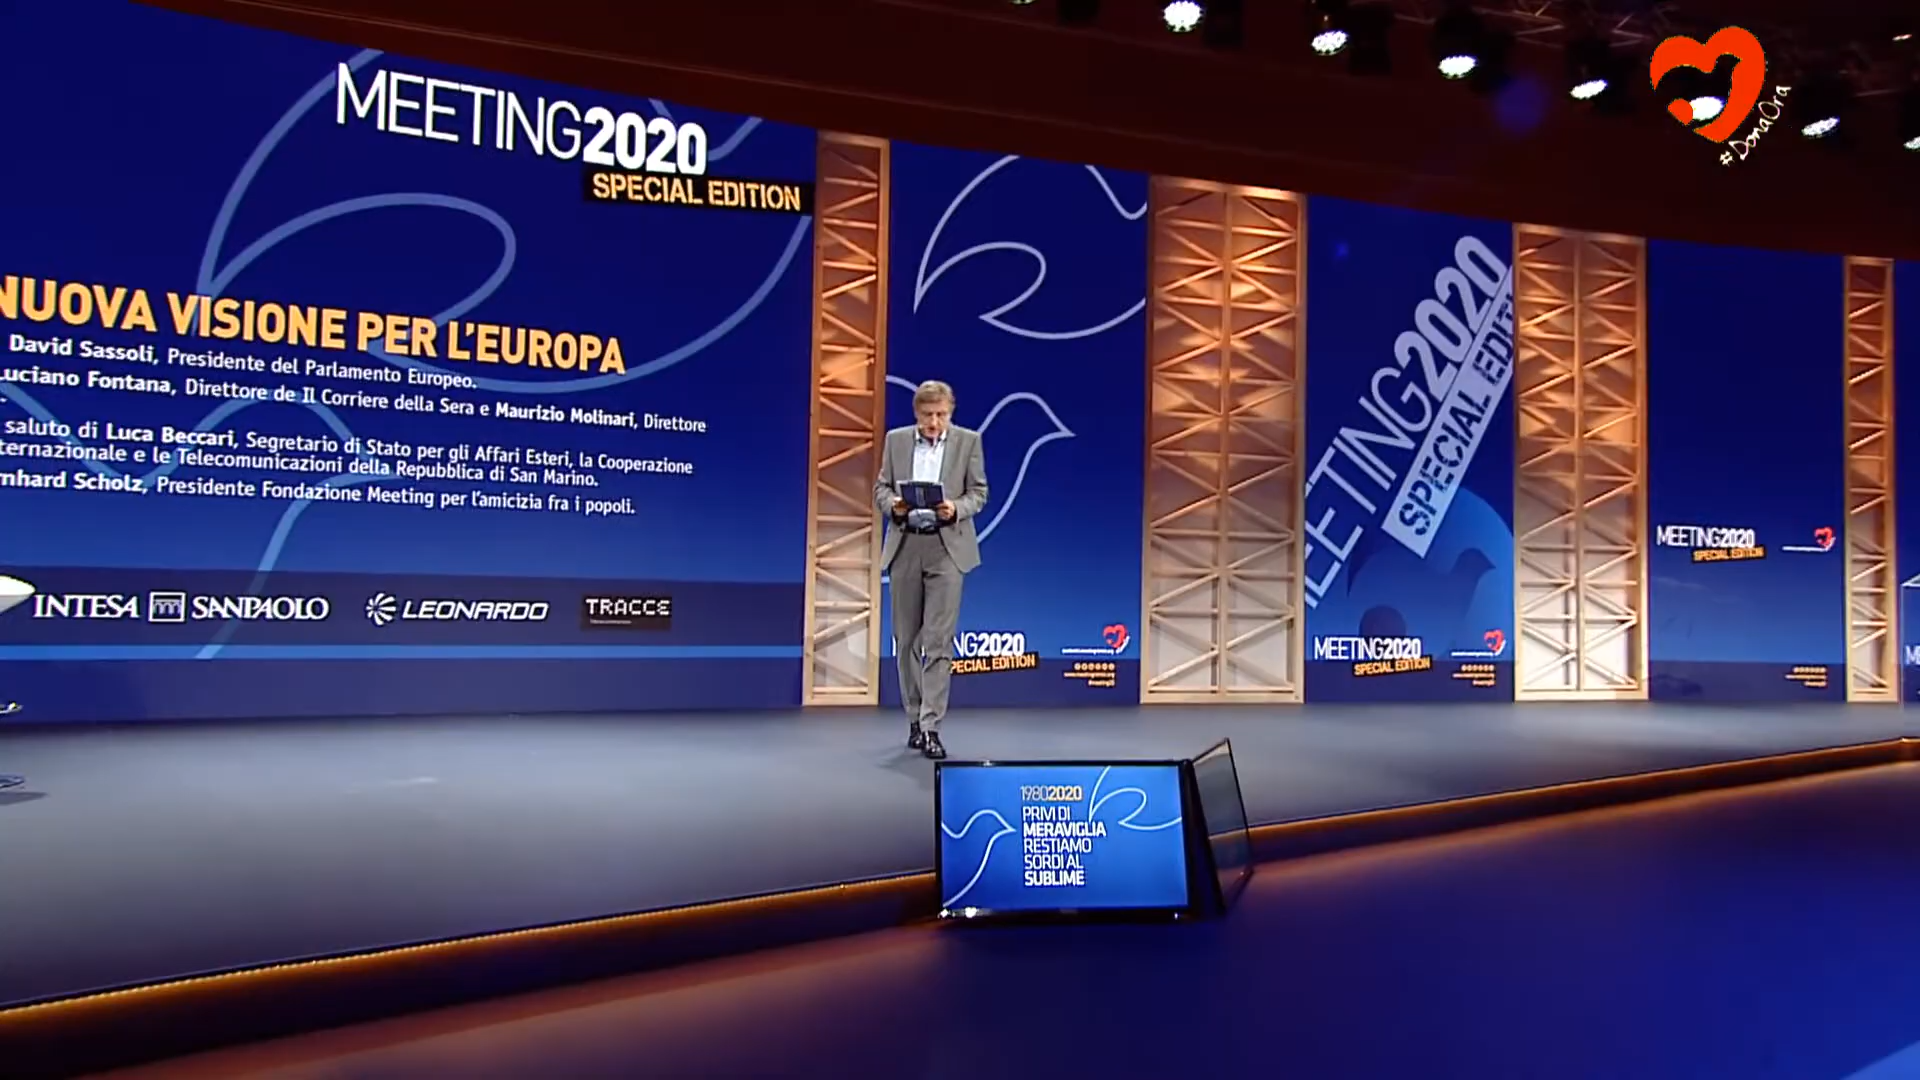 MEETING2020
SPECIAL EDITION
#DonaOra
NUOVA VISIONE PER L'EUROPA
David Sassoli, Presidente del Parlamento Europeo.
Luciano Fontana, Direttore de Il Corriere della Sera e Maurizio Molinari, Direttore
saluto di Luca Beccari, Segretario di Stato per gli Affari Esteri, la Cooperazione
ternazionale e le Telecomunicazioni della Repubblica di San Marino.
rnhard Scholz, Presidente Fondazione Meeting per l'amicizia fra i popoli.
INTESA SANPAOLO
LEONARDO
TRACCE
NG2020
SPECIAL EDITION
MEETING2020
SPECIAL EDITI
MEETING2020
SPECIAL EDITION
MEETING2020
SPECIAL EDITION
19802020
PRIVI DI
MERAVIGLIA
RESTIAMO
SORDI AL
SUBLIME